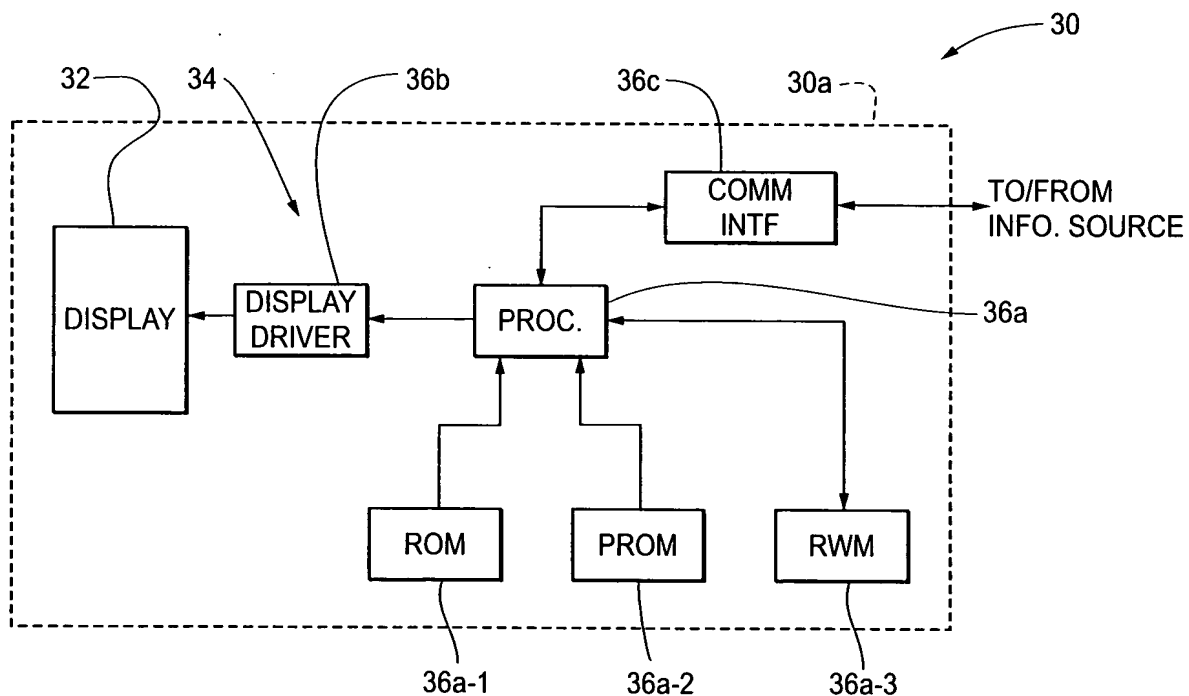 30
32
34
36b
36c
30a
COMM
INTF
TO/FROM
INFO. SOURCE
DISPLAY
DISPLAY
DRIVER
PROC.
36a
ROM
PROM
RWM
36a-1
36a-2
36a-3